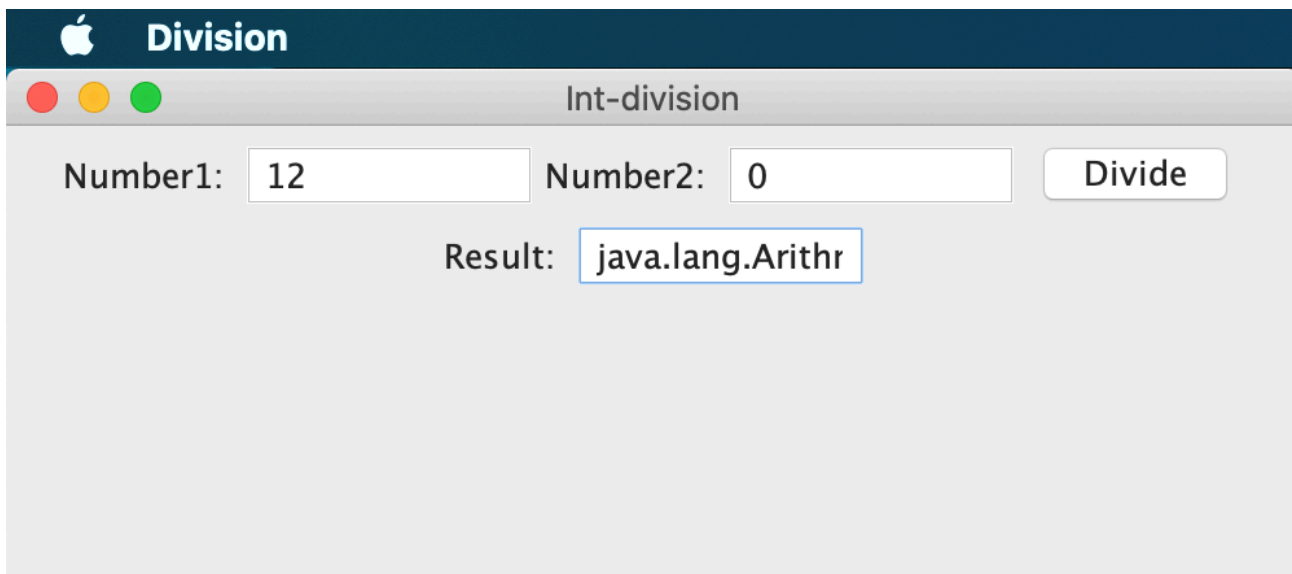 Division
Int-division
Number1: 12 Number2: 0 Divide
Result: java.lang.Arithr